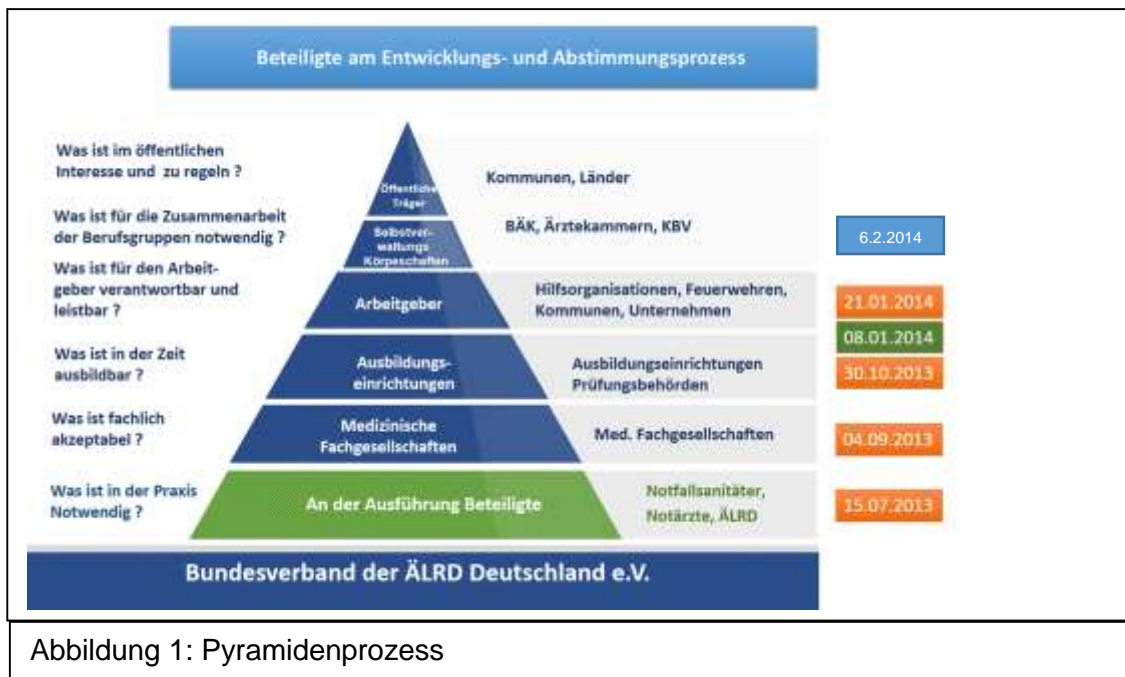 Beteiligte am Entwicklungs- und Abstimmungsprozess
Was ist im öffentlichen
Interesse und zu regeln ?
Öffentliche
Träger
Kommunen, Länder
Was ist für die Zusammenarbeit
der Berufsgruppen notwendig ?
Selbstver-
waltungs
Körpeschaften
BÄK, Ärztekammern, KBV
6.2.2014
Was ist für den Arbeit-
geber verantwortbar und
leistbar ?
Arbeitgeber
Hilfsorganisationen, Feuerwehren,
Kommunen, Unternehmen
21.01.2014
08.01.2014
Was ist in der Zeit
ausbildbar ?
Ausbildungs-
einrichtungen
Ausbildungseinrichtungen
Prüfungsbehörden
30.10.2013
Was ist fachlich
akzeptabel ?
Medizinische
Fachgesellschaften
Med. Fachgesellschaften
04.09.2013
Was ist in der Praxis
Notwendig ?
An der Ausführung Beteiligte
Notfallsanitäter,
Notärzte, ÄLRD
15.07.2013
Bundesverband der ÄLRD Deutschland e.V.
Abbildung 1: Pyramidenprozess